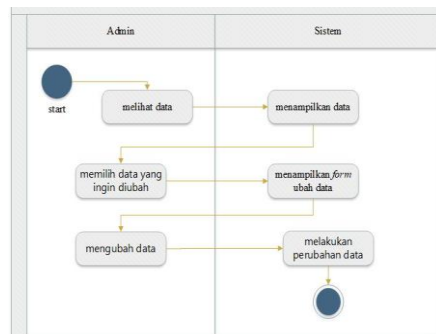 Admin
Sistem
start
melihat data
menampilkan data
memilih data yang
ingin diubah
menampilkan form
ubah data
mengubah data
melakukan
perubahan data